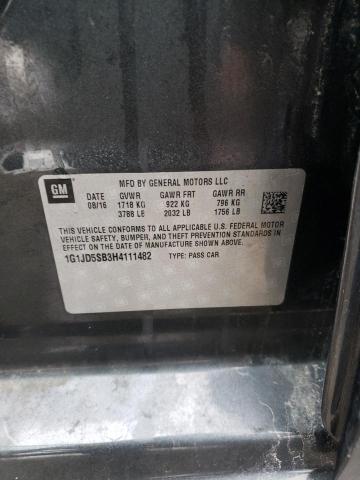 GM
MFD BY GENERAL MOTORS LLC
DATE GVWR GAWR FRT GAWR RR
08/16 1718 KG 922 KG 796 KG
3788 LB 2032 LB 1756 LB
THIS VEHICLE CONFORMS TO ALL APPLICABLE U.S. FEDERAL MOTOR
VEHICLE SAFETY, BUMPER, AND THEFT PREVENTION STANDARDS IN
EFFECT ON THE DATE OF MANUFACTURE SHOWN ABOVE.
1G1JD5SB3H4111482 TYPE: PASS CAR